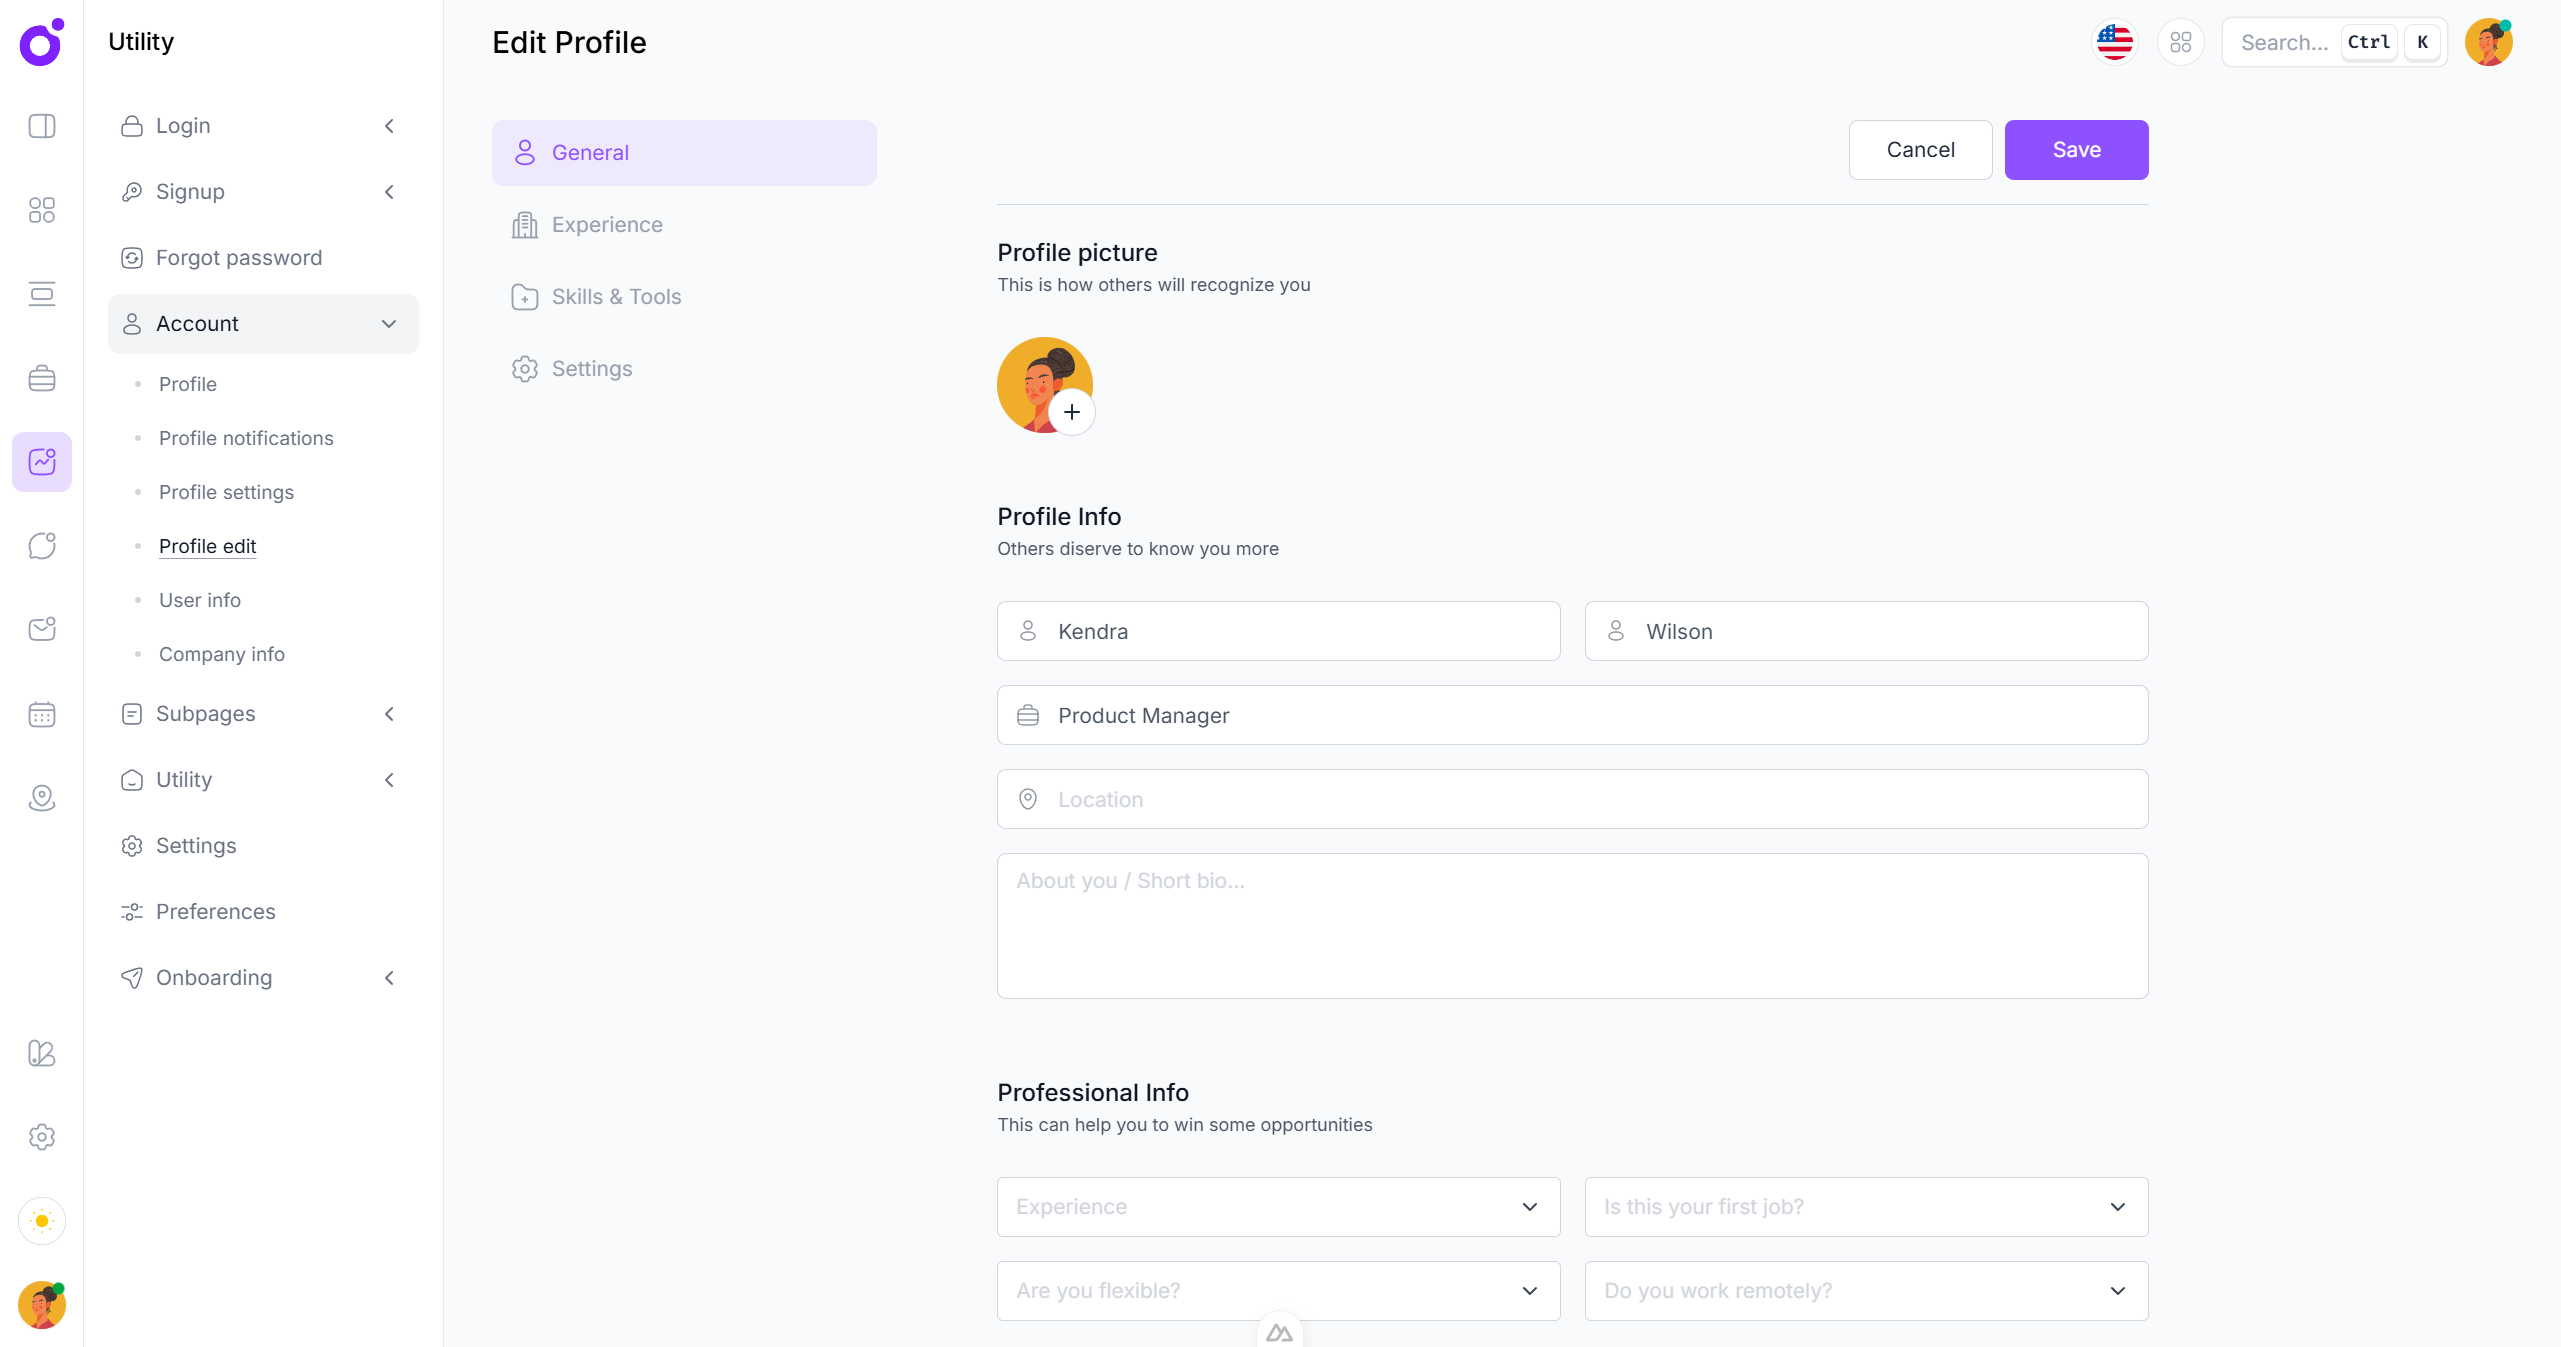 Utility
Edit Profile
Search...
Ctrl
K
Login
Signup
Forgot password
Account
Profile
Profile notifications
Profile settings
Profile edit
User info
Company info
Subpages
Utility
Settings
Preferences
Onboarding
General
Experience
Skills & Tools
Settings
Cancel
Save
Profile picture
This is how others will recognize you
Profile Info
Others diserve to know you more
Kendra
Wilson
Product Manager
Location
About you / Short bio...
Professional Info
This can help you to win some opportunities
Experience
Is this your first job?
Are you flexible?
Do you work remotely?